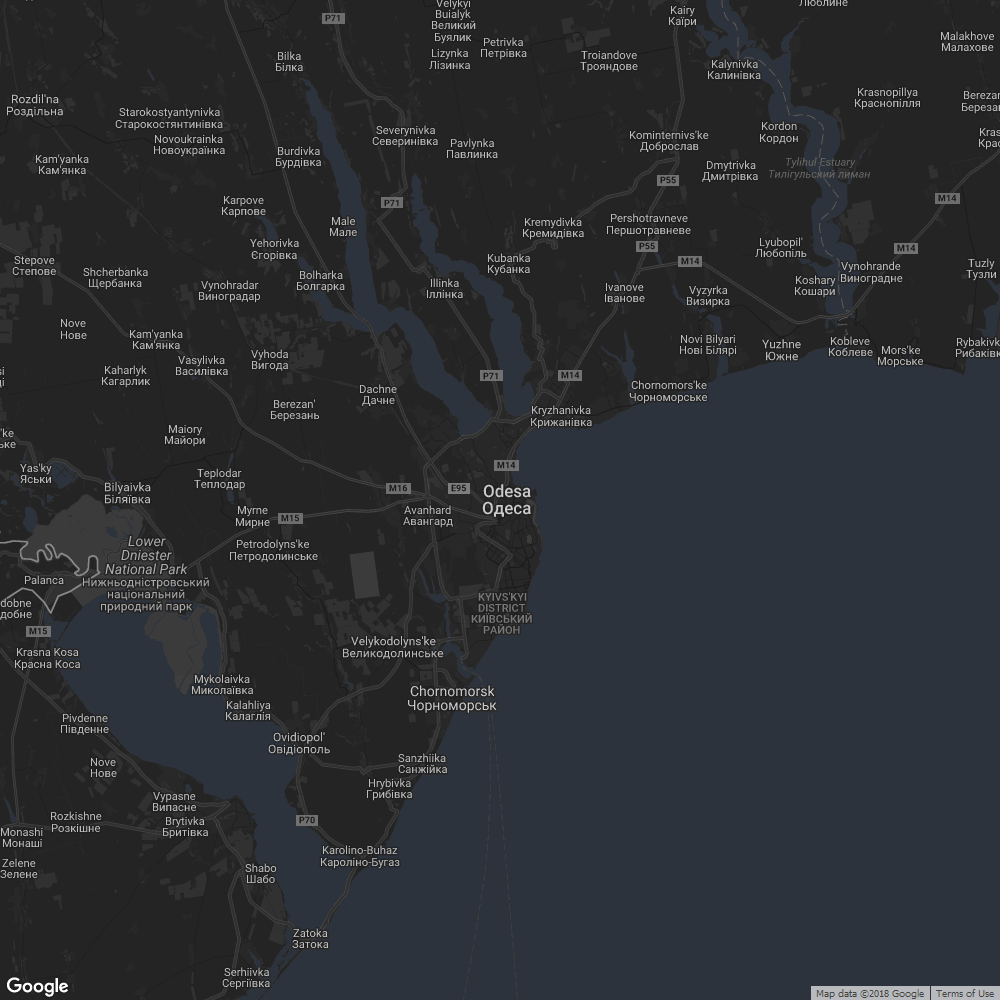 Velykyi
Buialyk
Великий
Буялик
Kairy
Каїри
Люблине
P71
Malakhove
Малахове
Petrivka
Петрівка
Lizynka
Лізинка
Bilka
Білка
Troiandove
Трояндове
Kalynivka
Калинівка
Krasnopillya
Краснопілля
Rozdil'na
Роздільна
Starokostyantynivka
Старокостянтинівка
Severynivka
Северинівка
Kominternivs'ke
Доброслав
Kordon
Кордон
Novoukrainka
Новоукраїнка
Pavlynka
Павлинка
Burdivka
Бурдівка
Kam'yanka
Кам'янка
Dmytrivka
Дмитрівка
Tylihul Estuary
Тилігульский лиман
P55
M14
Karpove
Карпове
P71
Male
Мале
Kremydivka
Кремидівка
Pershotravneve
Першотравневе
P55
Yehorivka
Єгорівка
Lyubopil'
Любопіль
M14
Stepove
Степове
Shcherbanka
Щербанка
Bolharka
Болгарка
Kubanka
Кубанка
M14
Vynohrande
Виноградне
Tuzly
Тузли
Vynohradar
Виноградар
Illinka
Іллінка
Ivanove
Іванове
Vyzyrka
Визирка
Koshary
Кошари
Nove
Нове
Kam'yanka
Кам'янка
Novi Bilyari
Нові Білярі
Yuzhne
Южне
Kobleve
Коблеве
Mors'ke
Морське
Rybakivk
Рибаківк
Vasylivka
Василівка
Vyhoda
Вигода
Kaharlyk
Кагарлик
P71
M14
Dachne
Дачне
Chornomors'ke
Чорноморське
Berezan'
Березань
Kryzhanivka
Крижанівка
Maiory
Майори
Yas'ky
Яськи
M14
Teplodar
Теплодар
Bilyaivka
Біляївка
M16
E95
Odesa
Одеса
Myrne
Мирне
M15
Avanhard
Авангард
Lower
Dniester
National Park
Нижньодністровський
національний
природний парк
Petrodolyns'ke
Петродолинське
Palanca
KYIVS'KYI
DISTRICT
КИЇВСЬКИЙ
РАЙОН
M15
Krasna Kosa
Красна Коса
Velykodolyns'ke
Великодолинське
Mykolaivka
Миколаївка
Chornomorsk
Чорноморськ
Kalahliya
Калаглія
Pivdenne
Південне
Ovidiopol'
Овідіополь
Nove
Нове
Sanzhiika
Санжійка
Hrybivka
Грибівка
Vypasne
Випасне
Rozkishne
Розкішне
Brytivka
Бритівка
P70
Monashi
Монаші
Karolino-Buhaz
Кароліно-Бугаз
Zelene
Зелене
Shabo
Шабо
Zatoka
Затока
Serhiivka
Сергіївка
Google
Map data ©2018 Google
Terms of Use